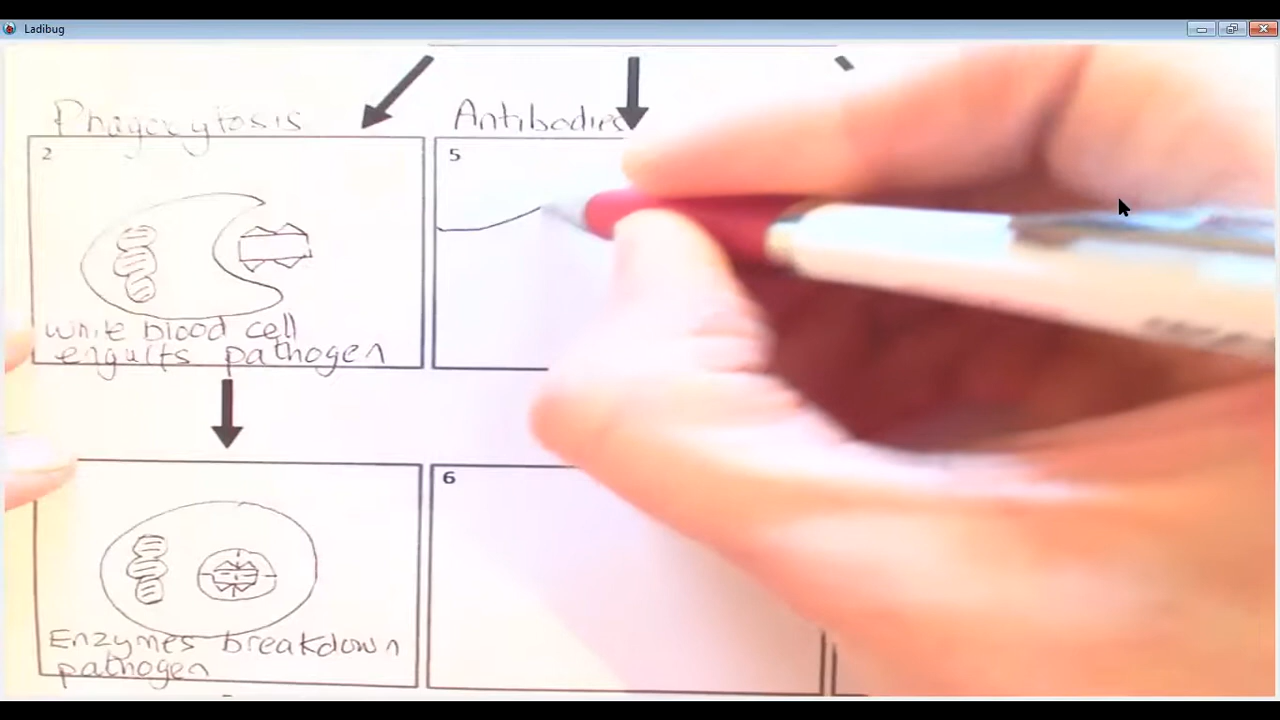 Ladibug
Phagocytosis
Antibodies
2
5
White blood cell
engulfs pathogen
6
Enzymes breakdown
pathogen